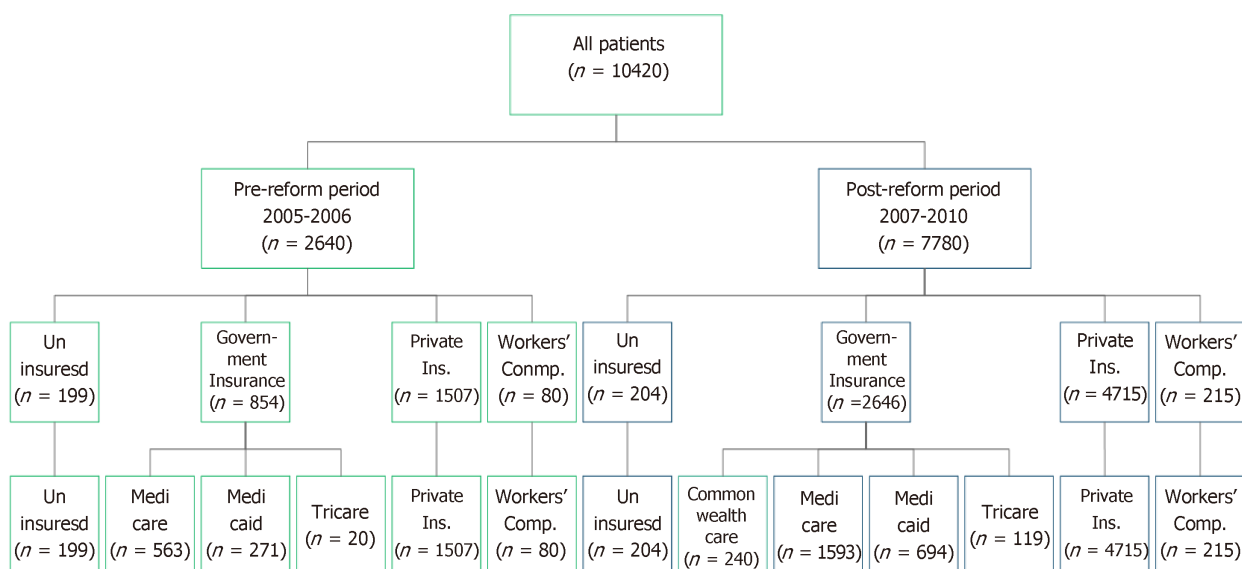 All patients
(n = 10420)
Pre-reform period
2005-2006
(n = 2640)
Post-reform period
2007-2010
(n = 7780)
Un
insuresd
(n = 199)
Govern-
ment
Insurance
(n = 854)
Private
Ins.
(n = 1507)
Workers’
Conmp.
(n = 80)
Un
insuresd
(n = 204)
Govern-
ment
Insurance
(n =2646)
Private
Ins.
(n = 4715)
Workers’
Comp.
(n = 215)
Un
insuresd
(n = 199)
Medi
care
(n = 563)
Medi
caid
(n = 271)
Tricare
(n = 20)
Private
Ins.
(n = 1507)
Workers’
Comp.
(n = 80)
Un
insuresd
(n = 204)
Common
wealth
care
(n = 240)
Medi
care
(n = 1593)
Medi
caid
(n = 694)
Tricare
(n = 119)
Private
Ins.
(n = 4715)
Workers’
Comp.
(n = 215)